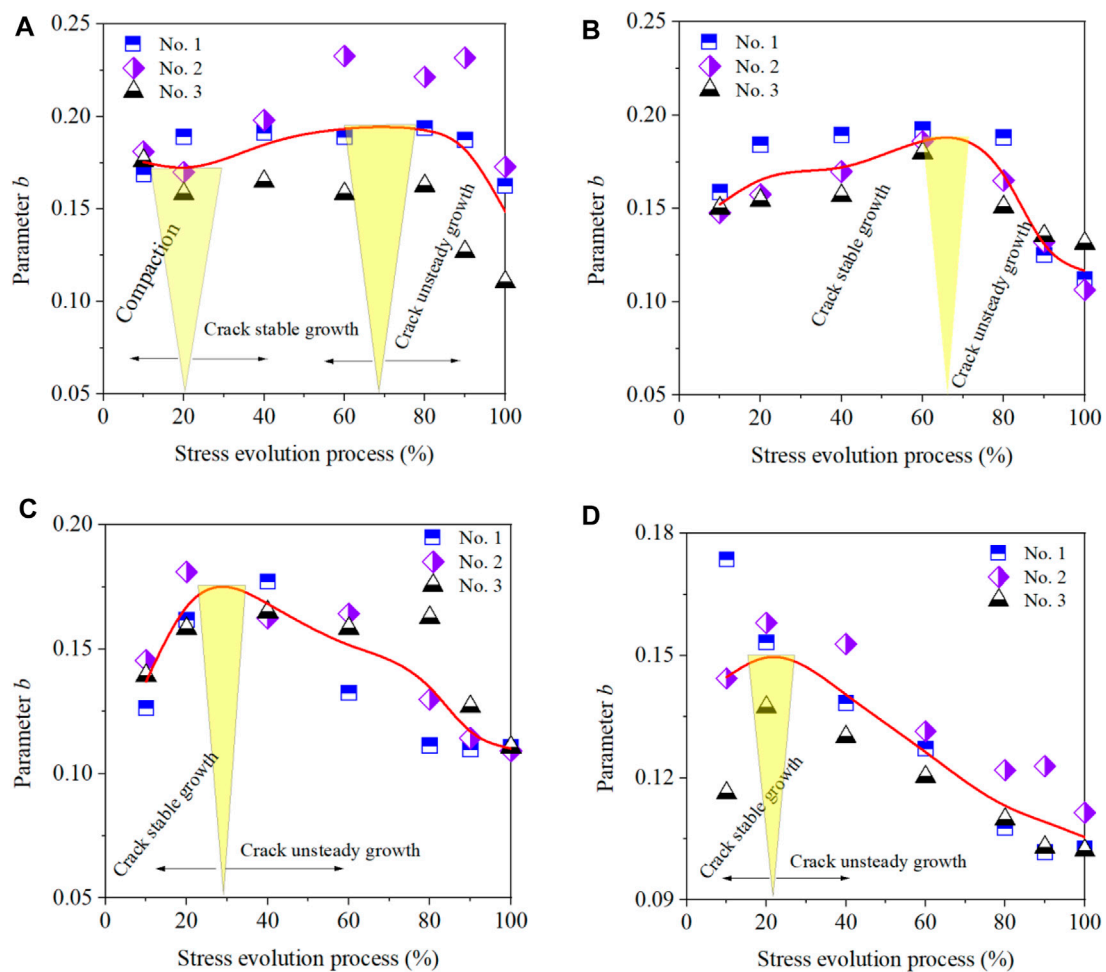 A
0.25
0.20
0.15
0.10
0.05
Parameter b
No. 1
No. 2
No. 3
Compaction
Crack stable growth
Crack unsteady growth
0 20 40 60 80 100
Stress evolution process (%)
B
0.25
0.20
0.15
0.10
0.05
Parameter b
No. 1
No. 2
No. 3
Crack stable growth
Crack unsteady growth
0 20 40 60 80 100
Stress evolution process (%)
C
0.20
0.15
0.10
0.05
Parameter b
No. 1
No. 2
No. 3
Crack stable growth
Crack unsteady growth
0 20 40 60 80 100
Stress evolution process (%)
D
0.18
0.15
0.12
0.09
Parameter b
No. 1
No. 2
No. 3
Crack stable growth
Crack unsteady growth
0 20 40 60 80 100
Stress evolution process (%)